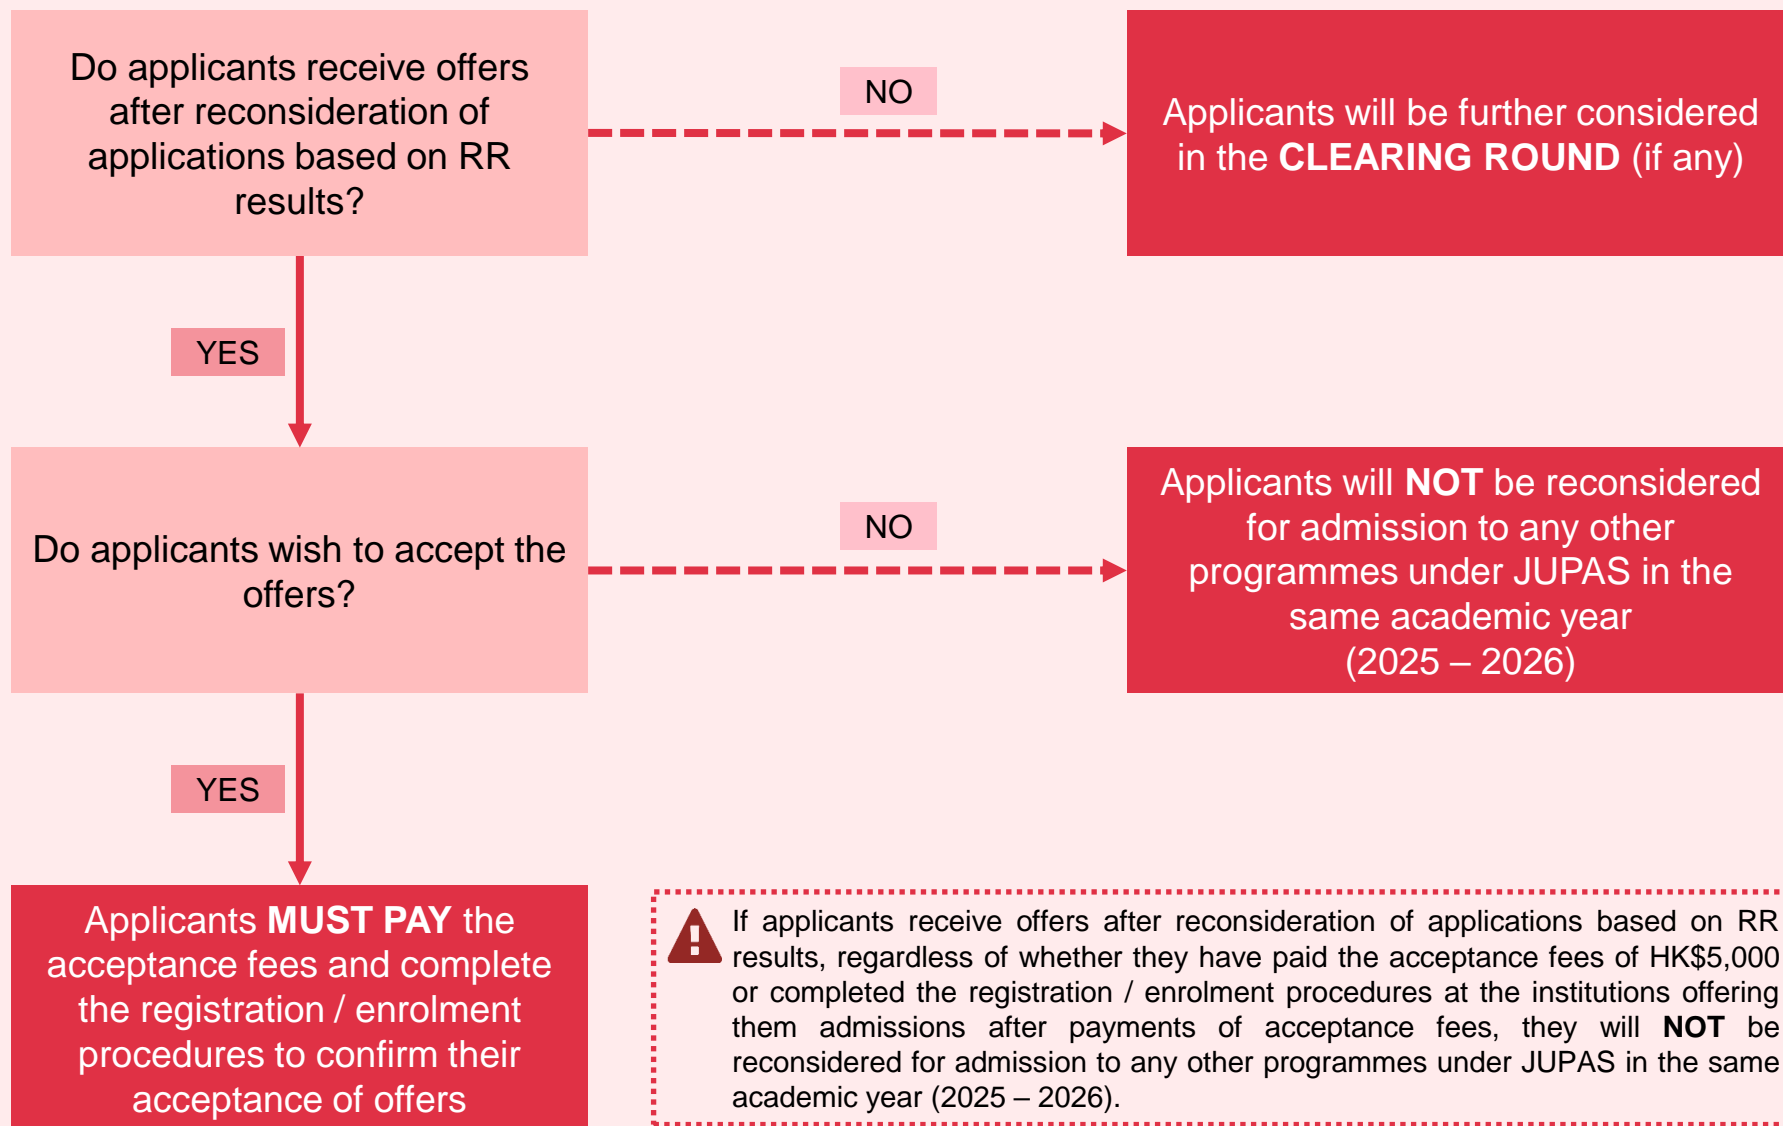 Do applicants receive offers
after reconsideration of
applications based on RR
results?
NO
Applicants will be further considered
in the CLEARING ROUND (if any)
YES
Do applicants wish to accept the
offers?
NO
Applicants will NOT be reconsidered
for admission to any other
programmes under JUPAS in the
same academic year
(2025 – 2026)
YES
Applicants MUST PAY the
acceptance fees and complete
the registration / enrolment
procedures to confirm their
acceptance of offers
If applicants receive offers after reconsideration of applications based on RR
results, regardless of whether they have paid the acceptance fees of HK$5,000
or completed the registration / enrolment procedures at the institutions offering
them admissions after payments of acceptance fees, they will NOT be
reconsidered for admission to any other programmes under JUPAS in the same
academic year (2025 – 2026).